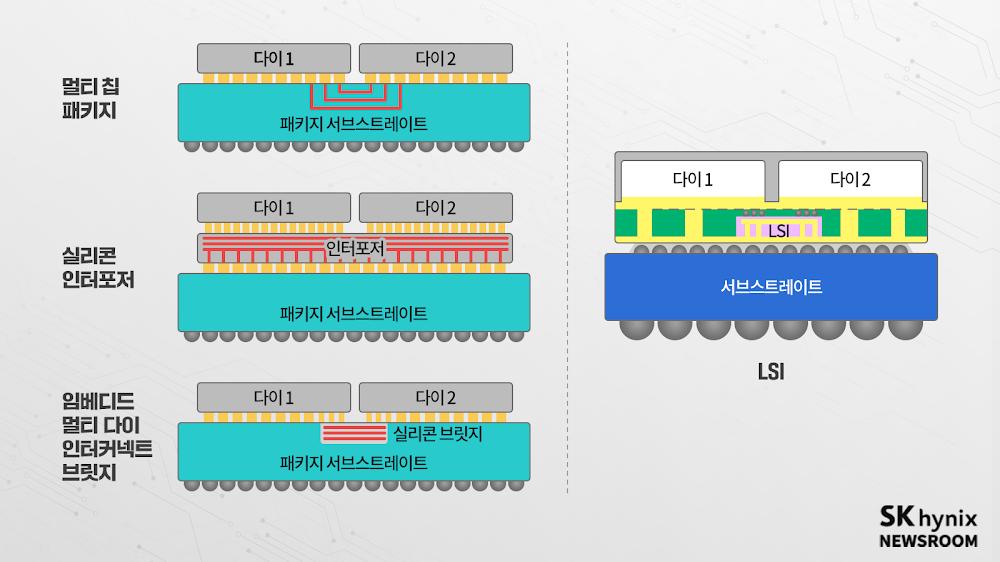 멀티 칩
패키지
다이 1
다이 2
패키지 서브스트레이트
실리콘
인터포저
다이 1
다이 2
인터포저
패키지 서브스트레이트
임베디드
멀티 다이
인터커넥트
브릿지
다이 1
다이 2
실리콘 브릿지
패키지 서브스트레이트
다이 1
다이 2
LSI
서브스트레이트
LSI
SK hynix
NEWSROOM